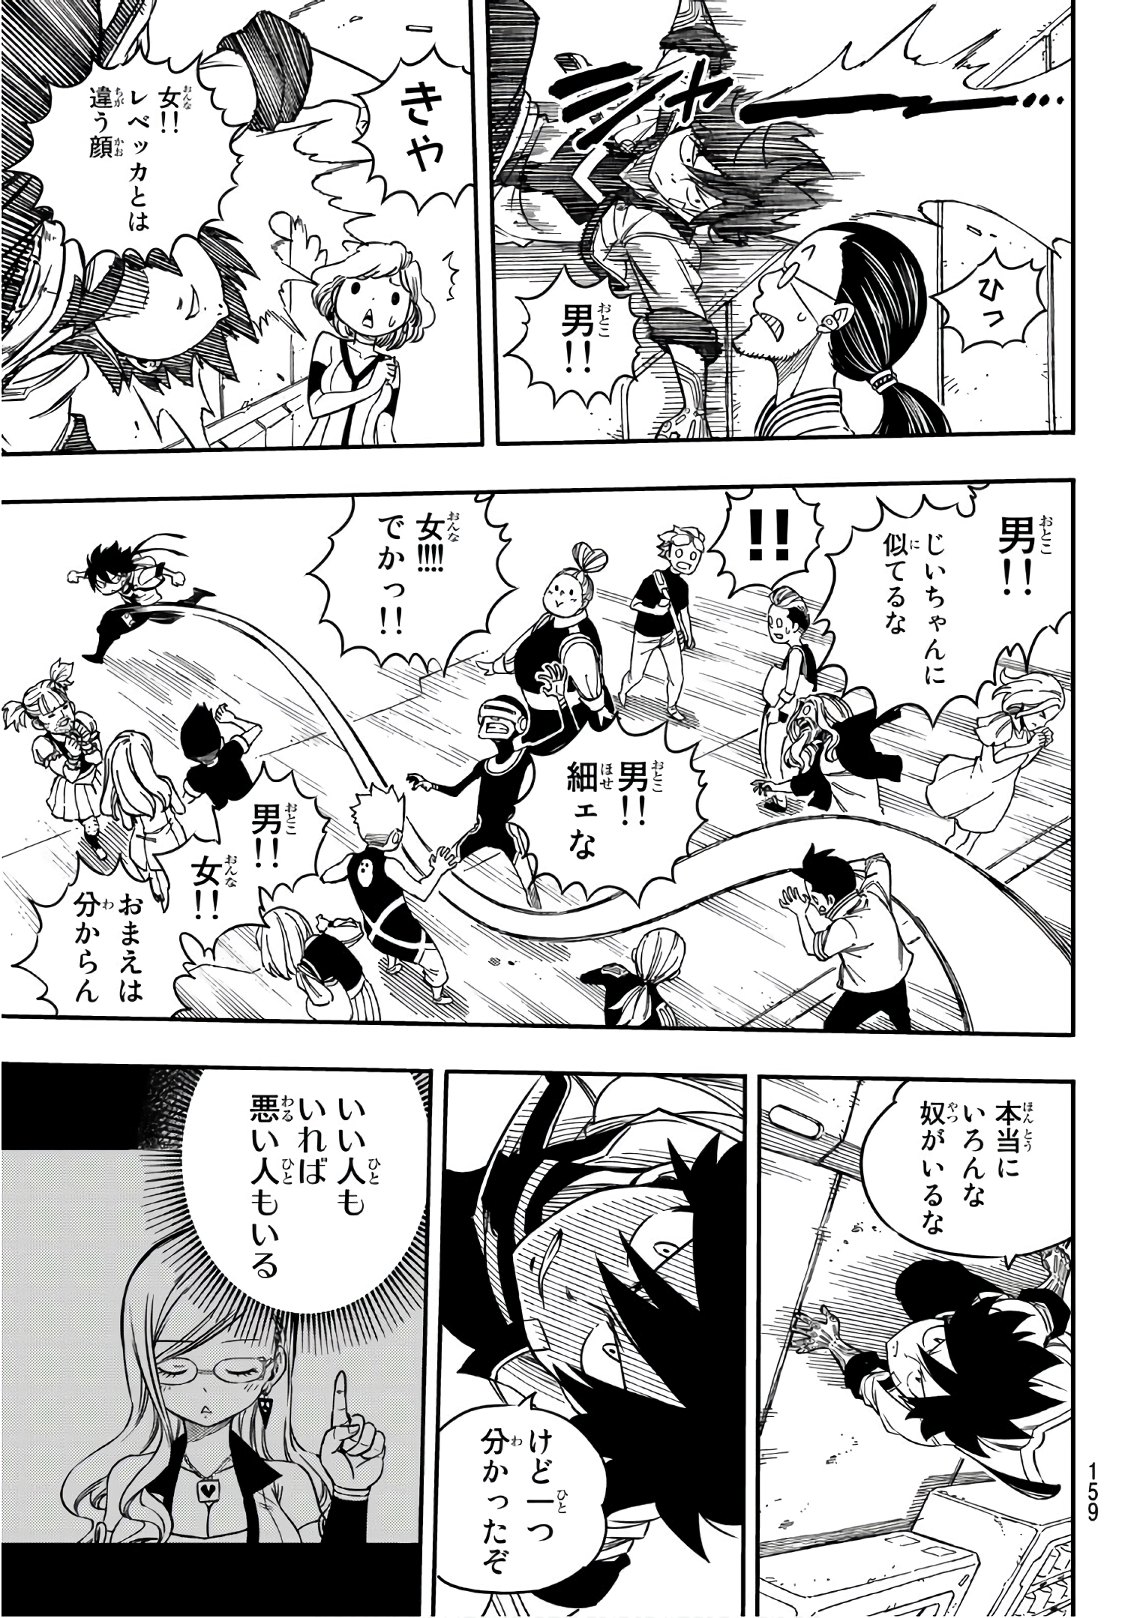 シャーー…
ひっ
男!!
きゃ
女!!
レベッカとは
違う顔
男!!
じいちゃんに
似てるな
!!
男!!
細ェな
女!!!!
でかっ!!
男!!
女!!
おまえは
分からん
本当に
いろんな
奴がいるな
けど一つ
分かったぞ
いい人も
いれば
悪い人もいる
159